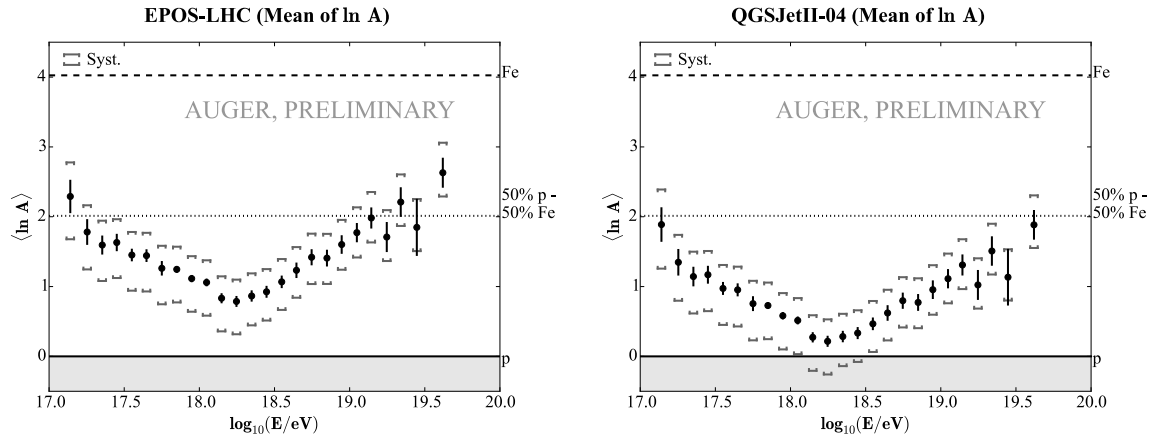 EPOS-LHC (Mean of ln A)
Syst.
AUGER, PRELIMINARY
Fe
50% p -
50% Fe
p
4
3
2
1
0
⟨ln A⟩
17.0 17.5 18.0 18.5 19.0 19.5 20.0
log₁₀(E/eV)
QGSJetII-04 (Mean of ln A)
Syst.
AUGER, PRELIMINARY
Fe
50% p -
50% Fe
p
4
3
2
1
0
⟨ln A⟩
17.0 17.5 18.0 18.5 19.0 19.5 20.0
log₁₀(E/eV)